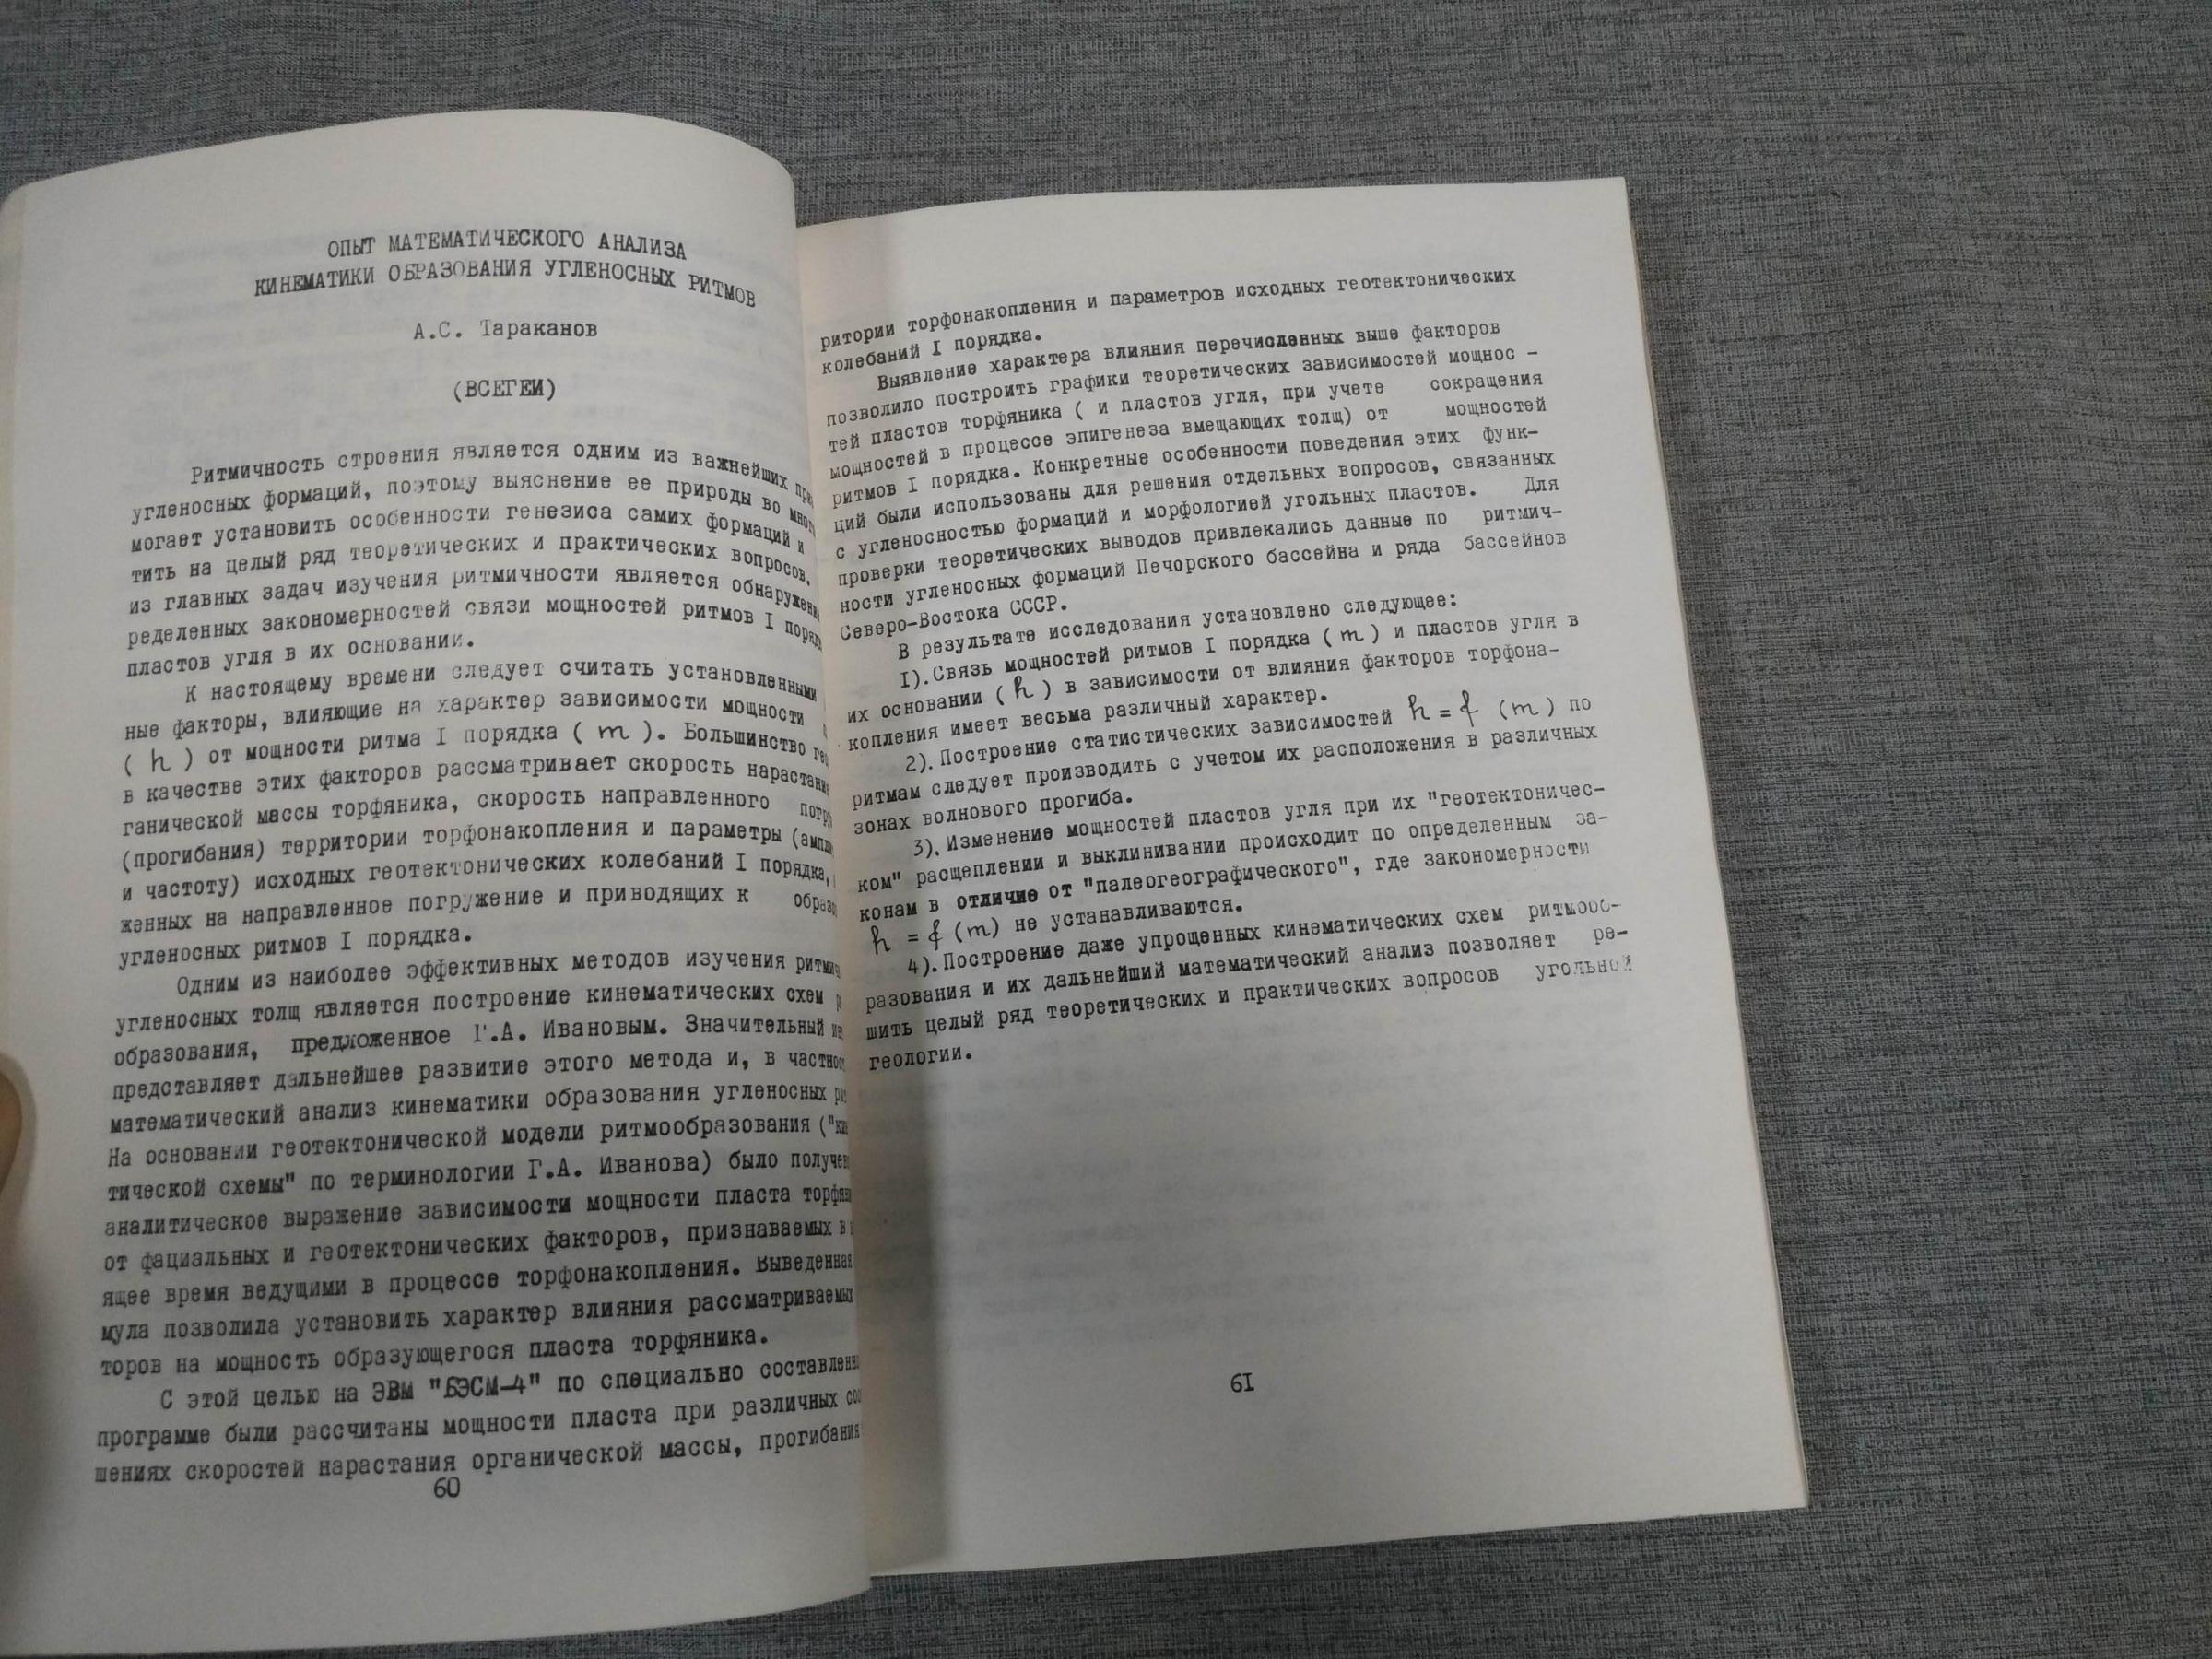 ОПЫТ МАТЕМАТИЧЕСКОГО АНАЛИЗА
КИНЕМАТИКИ ОБРАЗОВАНИЯ УГЛЕНОСНЫХ РИТМОВ
А.С. Тараканов
(ВСЕГЕИ)
Ритмичность строения является одним из важнейших
угленосных формаций, поэтому выяснение ее природы во
могает установить особенности генезиса самих формаций и
тить на целый ряд теоретических и практических вопросов.
из главных задач изучения ритмичности является
ределенных закономерностей связи мощностей ритмов I
пластов угля в их основании.
К настоящему времени следует считать установленными
ные факторы, влияющие на характер зависимости мощности
( h ) от мощности ритма I порядка ( m ). Большинство
в качестве этих факторов рассматривает скорость
ганической массы торфяника, скорость направленного
(прогибания) территории торфонакопления и параметры
и частоту) исходных геотектонических колебаний I порядка,
женных на направленное погружение и приводящих к
угленосных ритмов I порядка.
Одним из наиболее эффективных методов изучения
угленосных толщ является построение кинематических схем
образования, предложенное Г.А. Ивановым. Значительный
представляет дальнейшее развитие этого метода и, в
математический анализ кинематики образования угленосных
На основании геотектонической модели ритмообразования
тической схемы" по терминологии Г.А. Иванова) было
аналитическое выражение зависимости мощности пласта
от фациальных и геотектонических факторов, признаваемых в
ящее время ведущими в процессе торфонакопления. Выведенная
мула позволила установить характер влияния рассматриваемых
торов на мощность образующегося пласта торфяника.
С этой целью на ЭВМ "БЭСМ-4" по специально
программе были рассчитаны мощности пласта при различных
шениях скоростей нарастания органической массы, прогибания
60
ритории торфонакопления и параметров исходных геотектонических
колебаний I порядка.
Выявление характера влияния перечисленных выше факторов
позволило построить графики теоретических зависимостей мощнос -
тей пластов торфяника ( и пластов угля, при учете сокращения
мощностей в процессе эпигенеза вмещающих толщ) от мощностей
ритмов I порядка. Конкретные особенности поведения этих функ-
ций были использованы для решения отдельных вопросов, связанных
с угленосностью формаций и морфологией угольных пластов. Для
проверки теоретических выводов привлекались данные по ритмич-
ности угленосных формаций Печорского бассейна и ряда бассейнов
Северо-Востока СССР.
В результате исследования установлено следующее:
I). Связь мощностей ритмов I порядка ( m ) и пластов угля в
их основании ( h ) в зависимости от влияния факторов торфона-
копления имеет весьма различный характер.
2). Построение статистических зависимостей h = f (m) по
ритмам следует производить с учетом их расположения в различных
зонах волнового прогиба.
3). Изменение мощностей пластов угля при их "геотектоничес-
ком" расщеплении и выклинивании происходит по определенным за-
конам в отличие от "палеогеографического", где закономерности
h = f (m) не устанавливаются.
4). Построение даже упрощенных кинематических схем ритмооб-
разования и их дальнейший математический анализ позволяет ре-
шить целый ряд теоретических и практических вопросов угольной
геологии.
6I